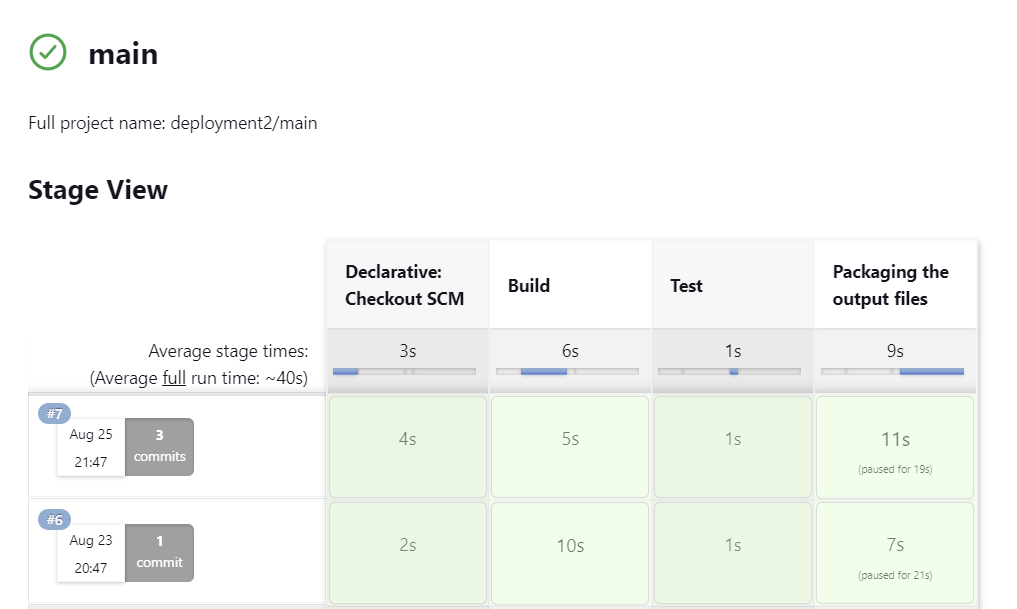 main
Full project name: deployment2/main
Stage View
Declarative:
Checkout SCM
Build
Test
Packaging the
output files
Average stage times:
(Average full run time: ~40s)
3s
6s
1s
9s
#7
Aug 25
21:47
3
commits
4s
5s
1s
11s
(paused for 19s)
#6
Aug 23
20:47
1
commit
2s
10s
1s
7s
(paused for 21s)